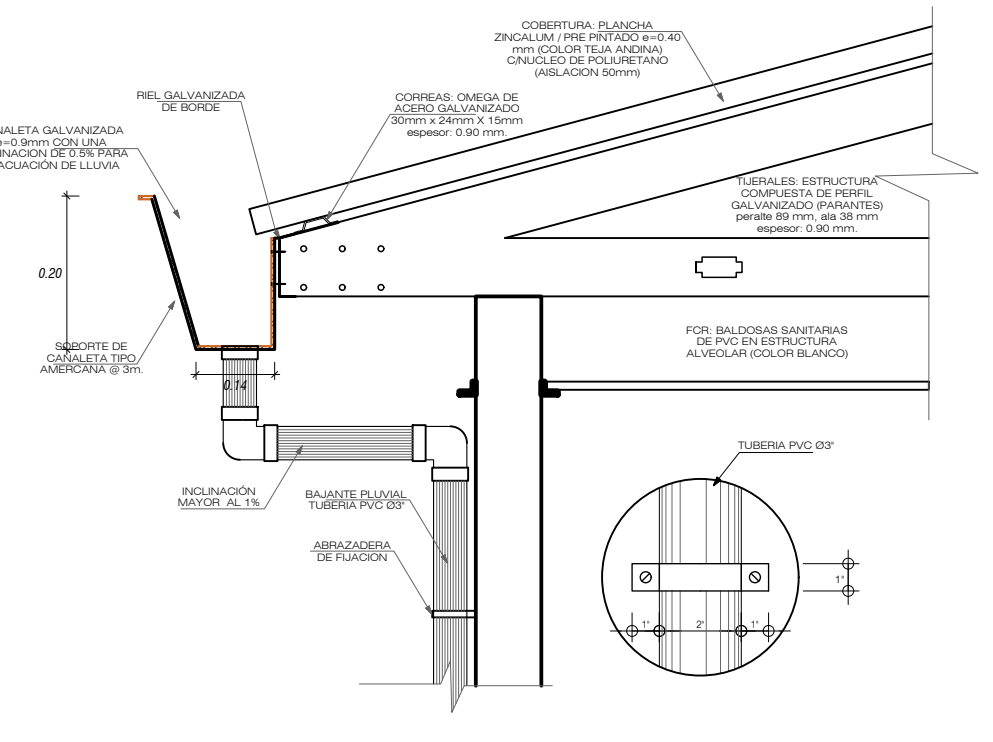 COBERTURA: PLANCHA
ZINCALUM / PRE PINTADO e=0.40
mm (COLOR TEJA ANDINA)
C/NUCLEO DE POLIURETANO
(AISLACION 50mm)
RIEL GALVANIZADA
DE BORDE
CORREAS: OMEGA DE
ACERO GALVANIZADO
30mm x 24mm X 15mm
espesor: 0.90 mm.
NALETA GALVANIZADA
e=0.9mm CON UNA
INACION DE 0.5% PARA
ACUACIÓN DE LLUVIA
TIJERALES: ESTRUCTURA
COMPUESTA DE PERFIL
GALVANIZADO (PARANTES)
peralte 89 mm, ala 38 mm
espesor: 0.90 mm.
0.20
SOPORTE DE
CAÑALETA TIPO
AMERCANA @ 3m.
0.14
FCR: BALDOSAS SANITARIAS
DE PVC EN ESTRUCTURA
ALVEOLAR (COLOR BLANCO)
TUBERIA PVC Ø3"
INCLINACIÓN
MAYOR AL 1%
BAJANTE PLUVIAL
TUBERIA PVC Ø3"
ABRAZADERA
DE FIJACION
1"
1"
2"
1"